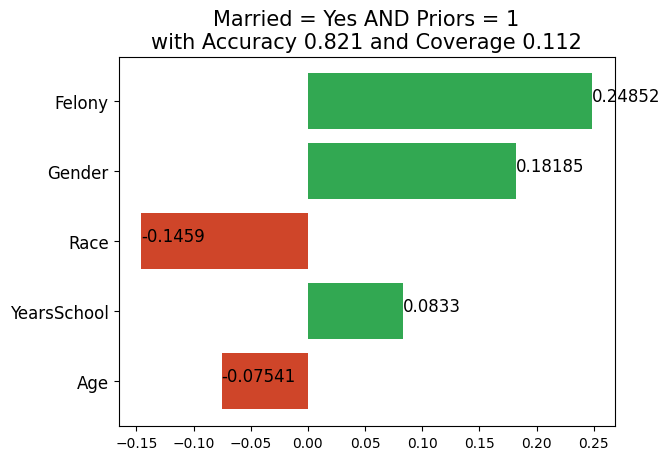 Married = Yes AND Priors = 1
with Accuracy 0.821 and Coverage 0.112
Felony
0.24852
Gender
0.18185
Race
-0.1459
YearsSchool
0.0833
Age
-0.07541
−0.15 −0.10 −0.05 0.00 0.05 0.10 0.15 0.20 0.25